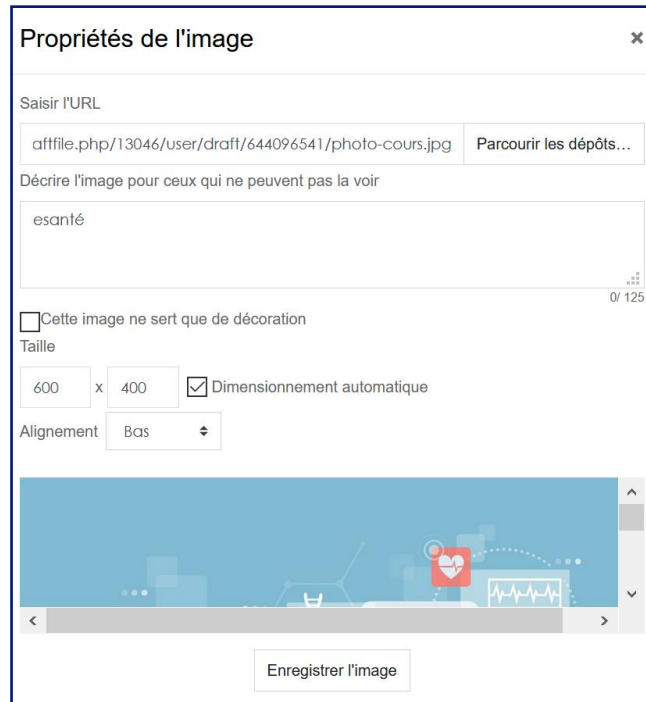 Propriétés de l'image
Saisir l'URL
aftfile.php/13046/user/draft/644096541/photo-cours.jpg Parcourir les dépôts...
Décrire l'image pour ceux qui ne peuvent pas la voir
esanté
0/ 125
Cette image ne sert que de décoration
Taille
600 x 400 Dimensionnement automatique
Alignement Bas
Enregistrer l'image